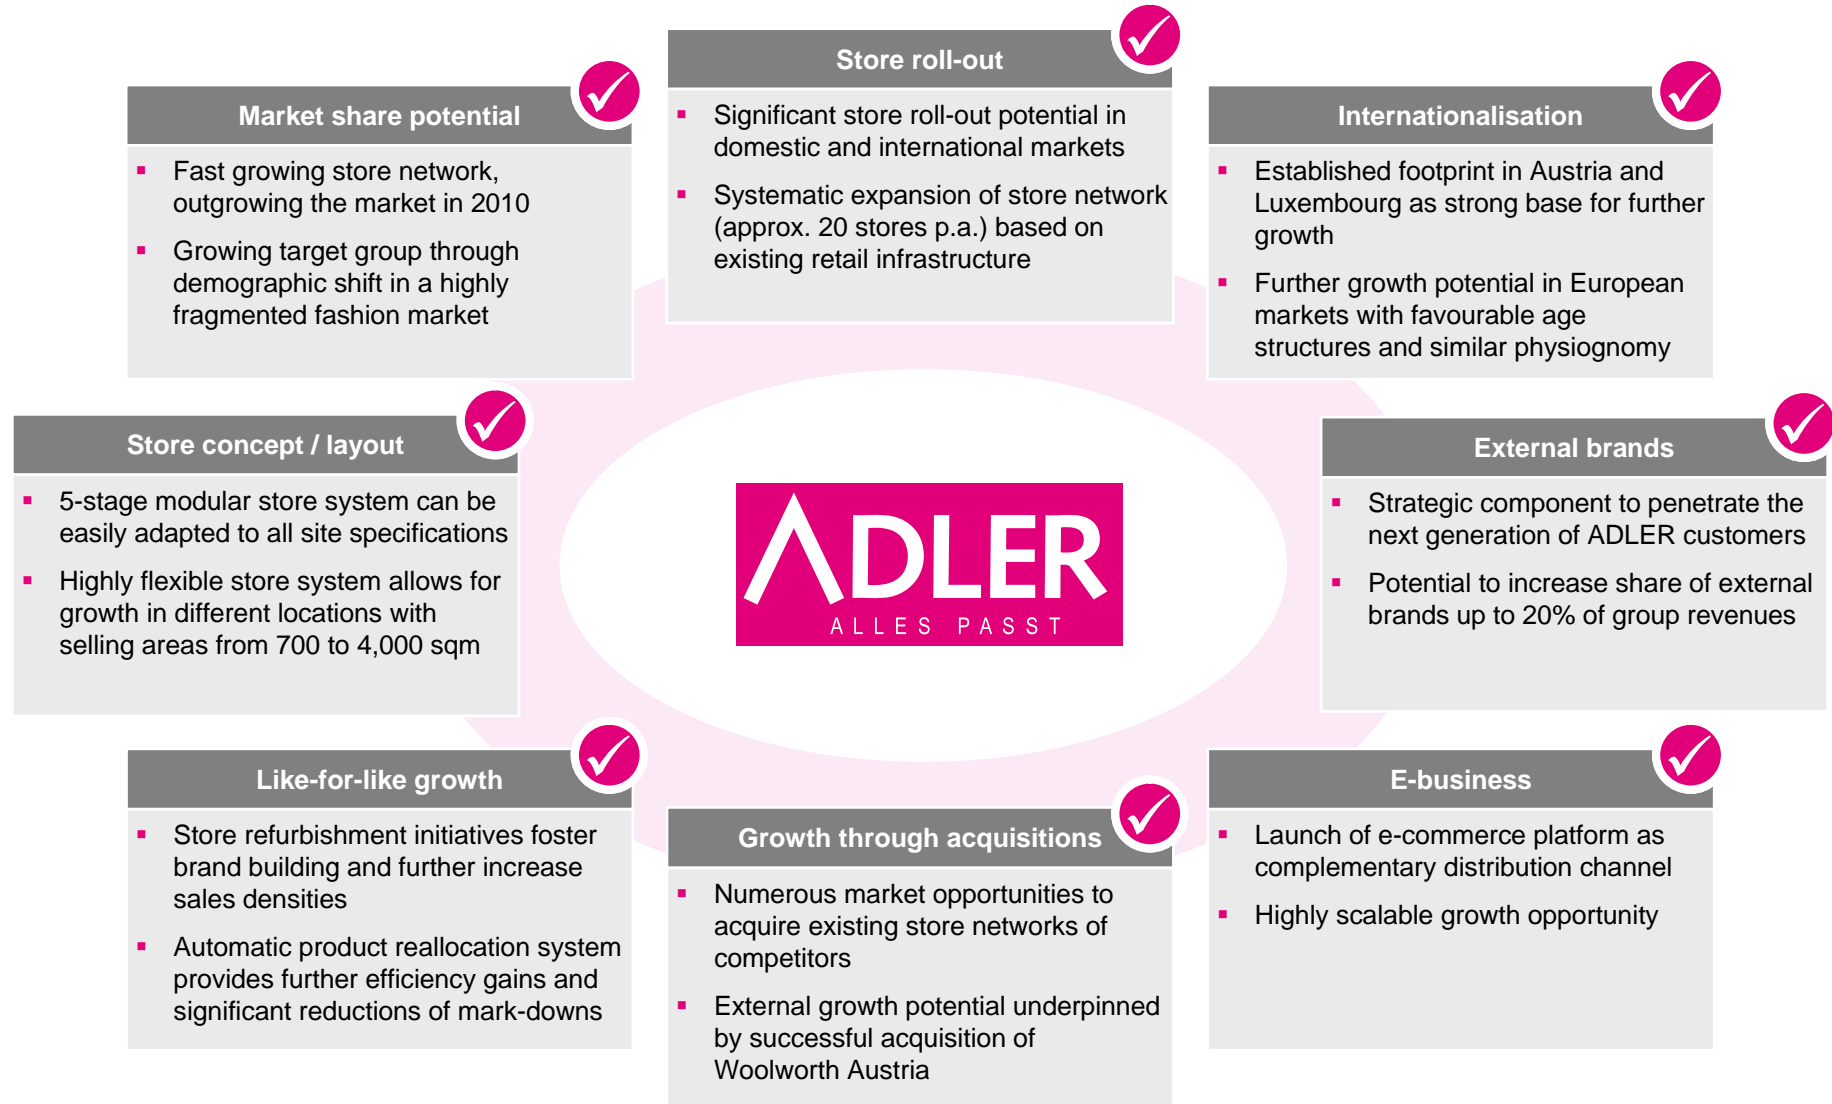 Store roll-out
▪ Significant store roll-out potential in
domestic and international markets
▪ Systematic expansion of store network
(approx. 20 stores p.a.) based on
existing retail infrastructure
Market share potential
▪ Fast growing store network,
outgrowing the market in 2010
▪ Growing target group through
demographic shift in a highly
fragmented fashion market
Internationalisation
▪ Established footprint in Austria and
Luxembourg as strong base for further
growth
▪ Further growth potential in European
markets with favourable age
structures and similar physiognomy
Store concept / layout
▪ 5-stage modular store system can be
easily adapted to all site specifications
▪ Highly flexible store system allows for
growth in different locations with
selling areas from 700 to 4,000 sqm
ADLER
ALLES PASST
External brands
▪ Strategic component to penetrate the
next generation of ADLER customers
▪ Potential to increase share of external
brands up to 20% of group revenues
Like-for-like growth
▪ Store refurbishment initiatives foster
brand building and further increase
sales densities
▪ Automatic product reallocation system
provides further efficiency gains and
significant reductions of mark-downs
Growth through acquisitions
▪ Numerous market opportunities to
acquire existing store networks of
competitors
▪ External growth potential underpinned
by successful acquisition of
Woolworth Austria
E-business
▪ Launch of e-commerce platform as
complementary distribution channel
▪ Highly scalable growth opportunity